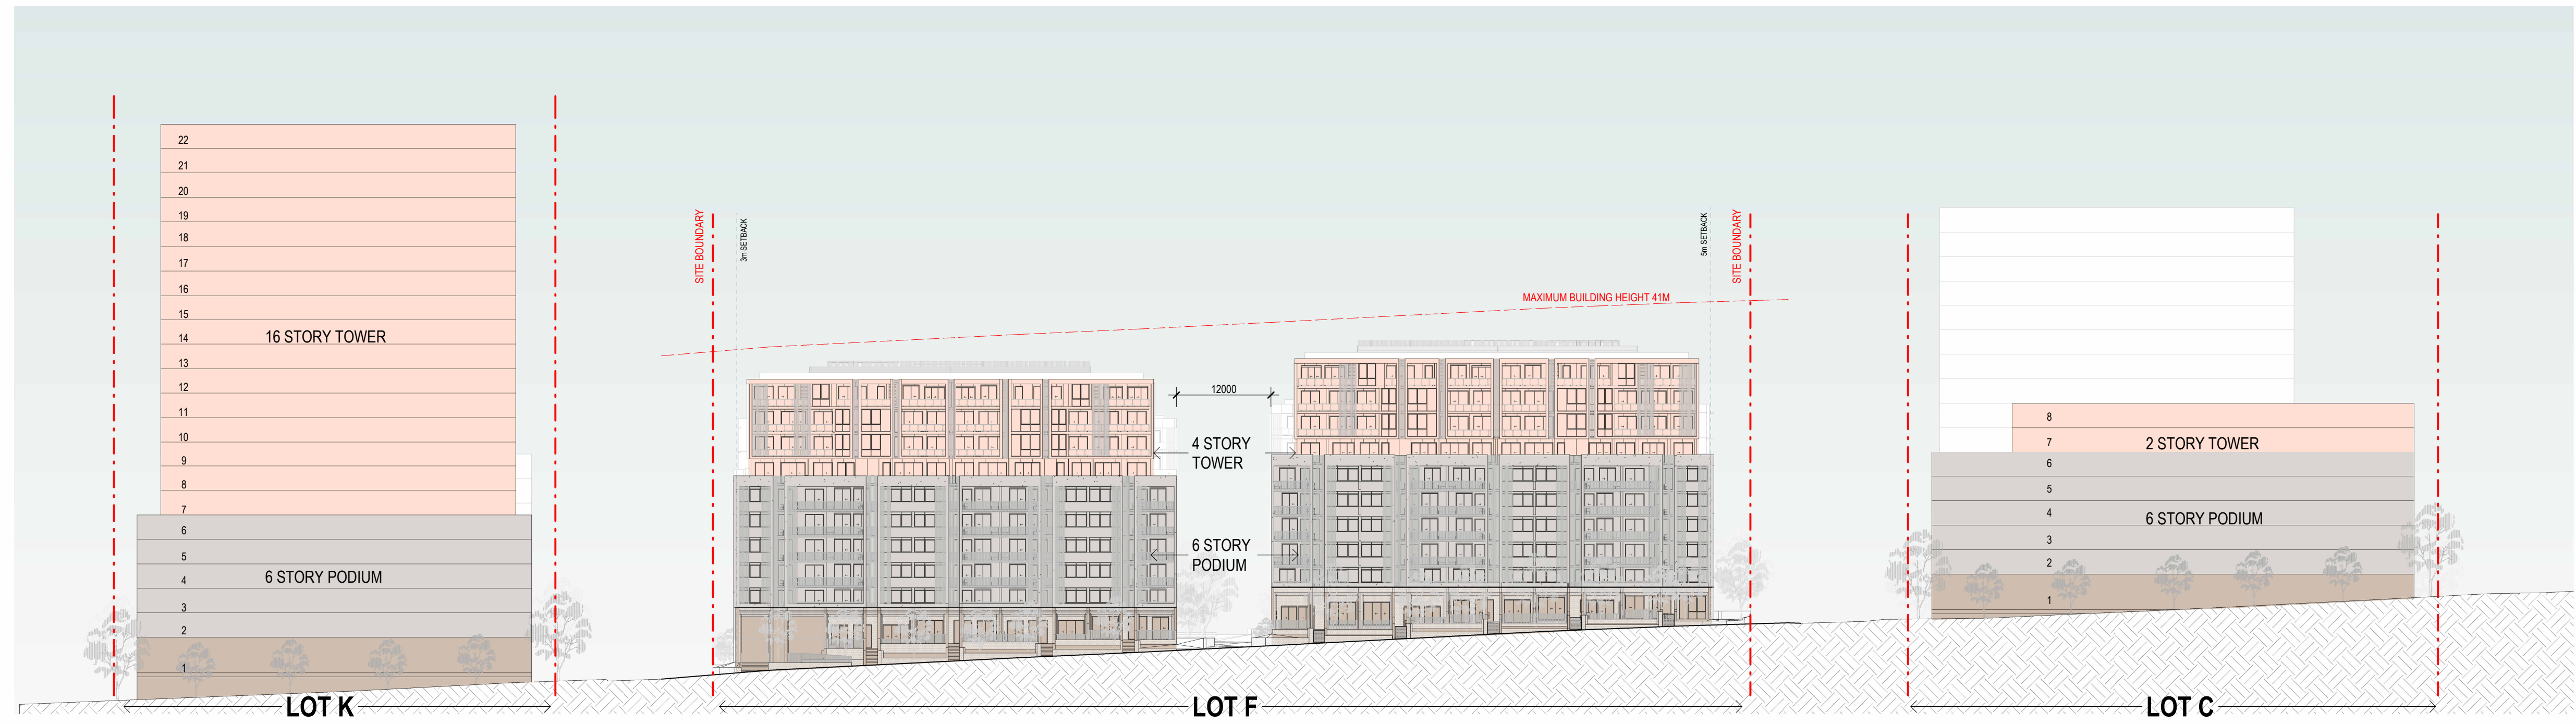 22
21
20
19
18
17
16
15
14
13
12
11
10
9
8
7
6
5
4
3
2
1
16 STORY TOWER
6 STORY PODIUM
LOT K
SITE BOUNDARY
3m SETBACK
12000
4 STORY
TOWER
6 STORY
PODIUM
MAXIMUM BUILDING HEIGHT 41M
5m SETBACK
SITE BOUNDARY
LOT F
8
7
6
5
4
3
2
1
2 STORY TOWER
6 STORY PODIUM
LOT C